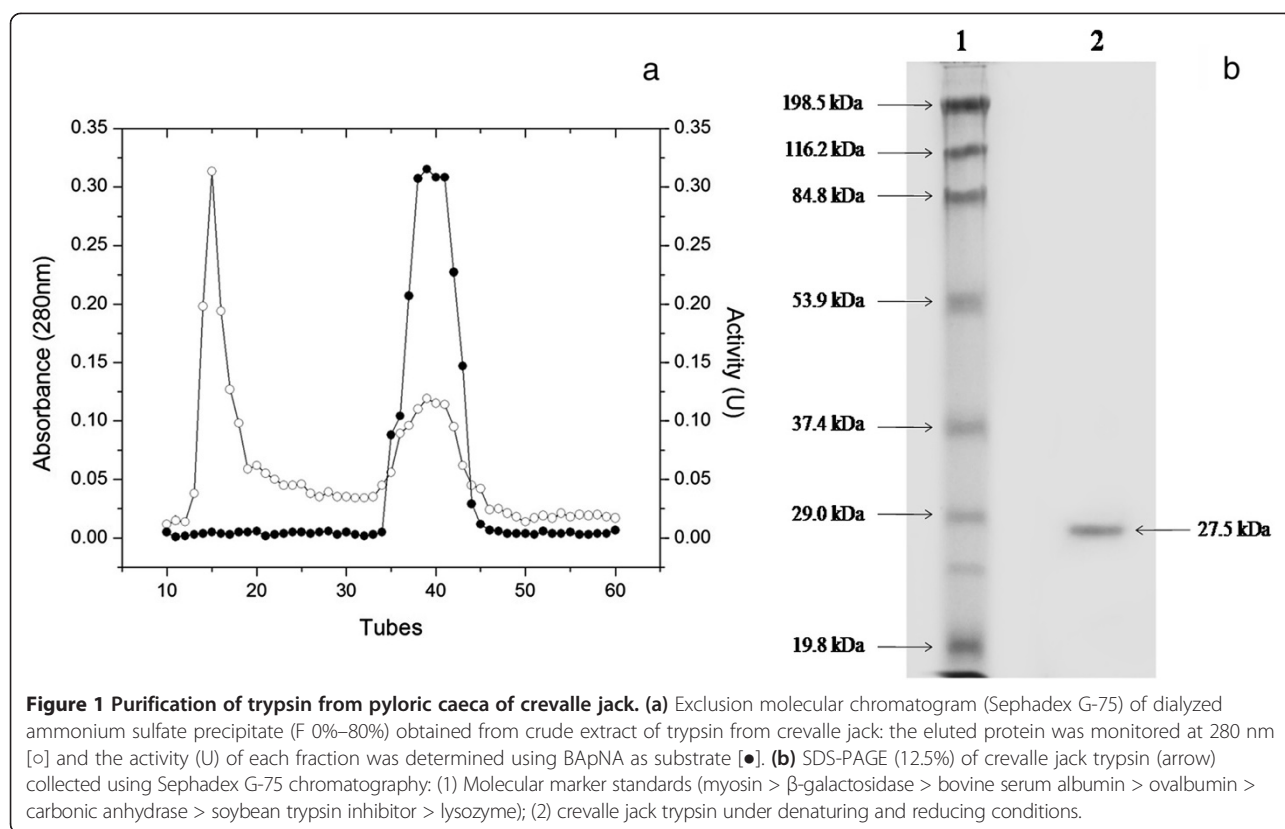 a
0.35
0.30
0.25
0.20
0.15
0.10
0.05
0.00
Absorbance (280nm)
10 20 30 40 50 60
Tubes
0.35
0.30
0.25
0.20
0.15
0.10
0.05
0.00
Activity (U)
1 2
b
198.5 kDa
116.2 kDa
84.8 kDa
53.9 kDa
37.4 kDa
29.0 kDa
27.5 kDa
19.8 kDa
Figure 1 Purification of trypsin from pyloric caeca of crevalle jack. (a) Exclusion molecular chromatogram (Sephadex G-75) of dialyzed
ammonium sulfate precipitate (F 0%–80%) obtained from crude extract of trypsin from crevalle jack: the eluted protein was monitored at 280 nm
[○] and the activity (U) of each fraction was determined using BApNA as substrate [●]. (b) SDS-PAGE (12.5%) of crevalle jack trypsin (arrow)
collected using Sephadex G-75 chromatography: (1) Molecular marker standards (myosin > β-galactosidase > bovine serum albumin > ovalbumin >
carbonic anhydrase > soybean trypsin inhibitor > lysozyme); (2) crevalle jack trypsin under denaturing and reducing conditions.